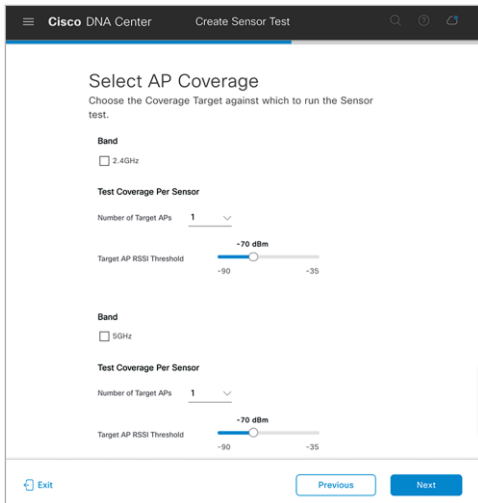 Cisco DNA Center
Create Sensor Test
Select AP Coverage
Choose the Coverage Target against which to run the Sensor
test.
Band
2.4GHz
Test Coverage Per Sensor
Number of Target APs 1
-70 dBm
Target AP RSSI Threshold
-90 -35
Band
5GHz
Test Coverage Per Sensor
Number of Target APs 1
-70 dBm
Target AP RSSI Threshold
-90 -35
Exit Previous Next